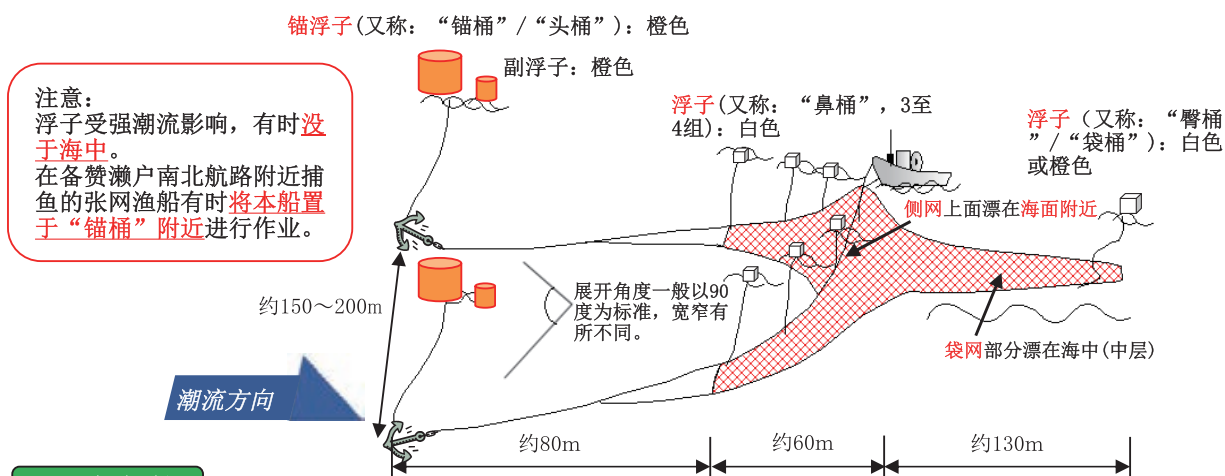 锚浮子(又称：“锚桶”/“头桶”)：橙色
副浮子：橙色
注意：
浮子受强潮流影响，有时没
于海中。
在备赞濑户南北航路附近捕
鱼的张网渔船有时将本船置
于“锚桶”附近进行作业。
浮子(又称：“鼻桶”，3至
4组)：白色
浮子（又称：“臀桶
”/“袋桶”）：白色
或橙色
侧网上面漂在海面附近
约150～200m
展开角度一般以90
度为标准，宽窄有
所不同。
袋网部分漂在海中(中层)
潮流方向
约80m
约60m
约130m